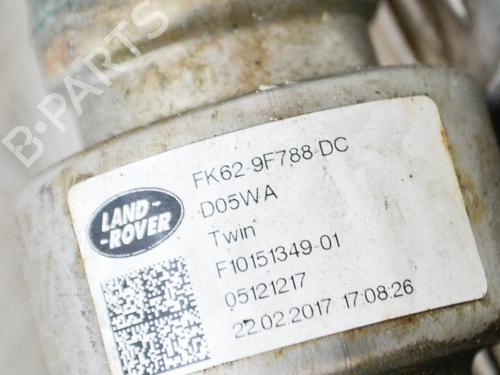 B-PARTS
FK62-9F788-DC
D05WA
Twin
F10151349-01
05121217
22.02.2017 17:08:26
LAND-
-ROVER